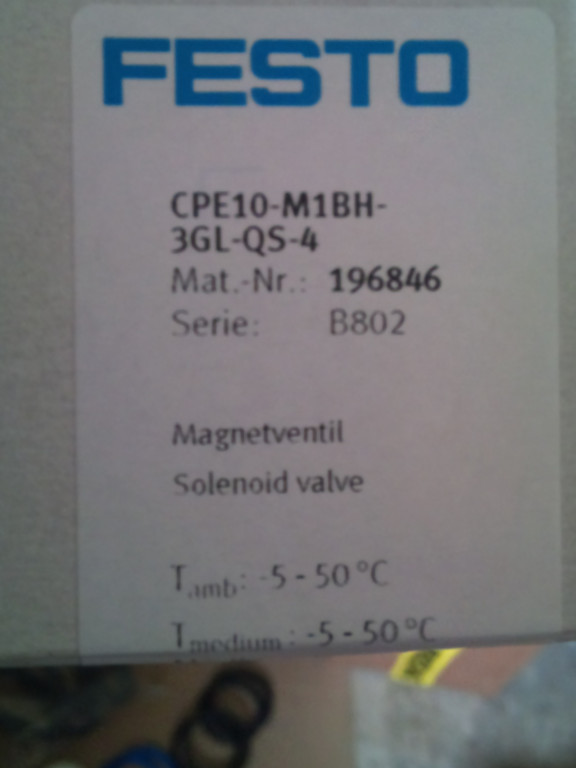 FESTO
CPE10-M1BH-
3GL-QS-4
Mat.-Nr.: 196846
Serie: B802
Magnetventil
Solenoid valve
Tamb: -5 - 50 °C
Tmedium: -5 - 50 °C